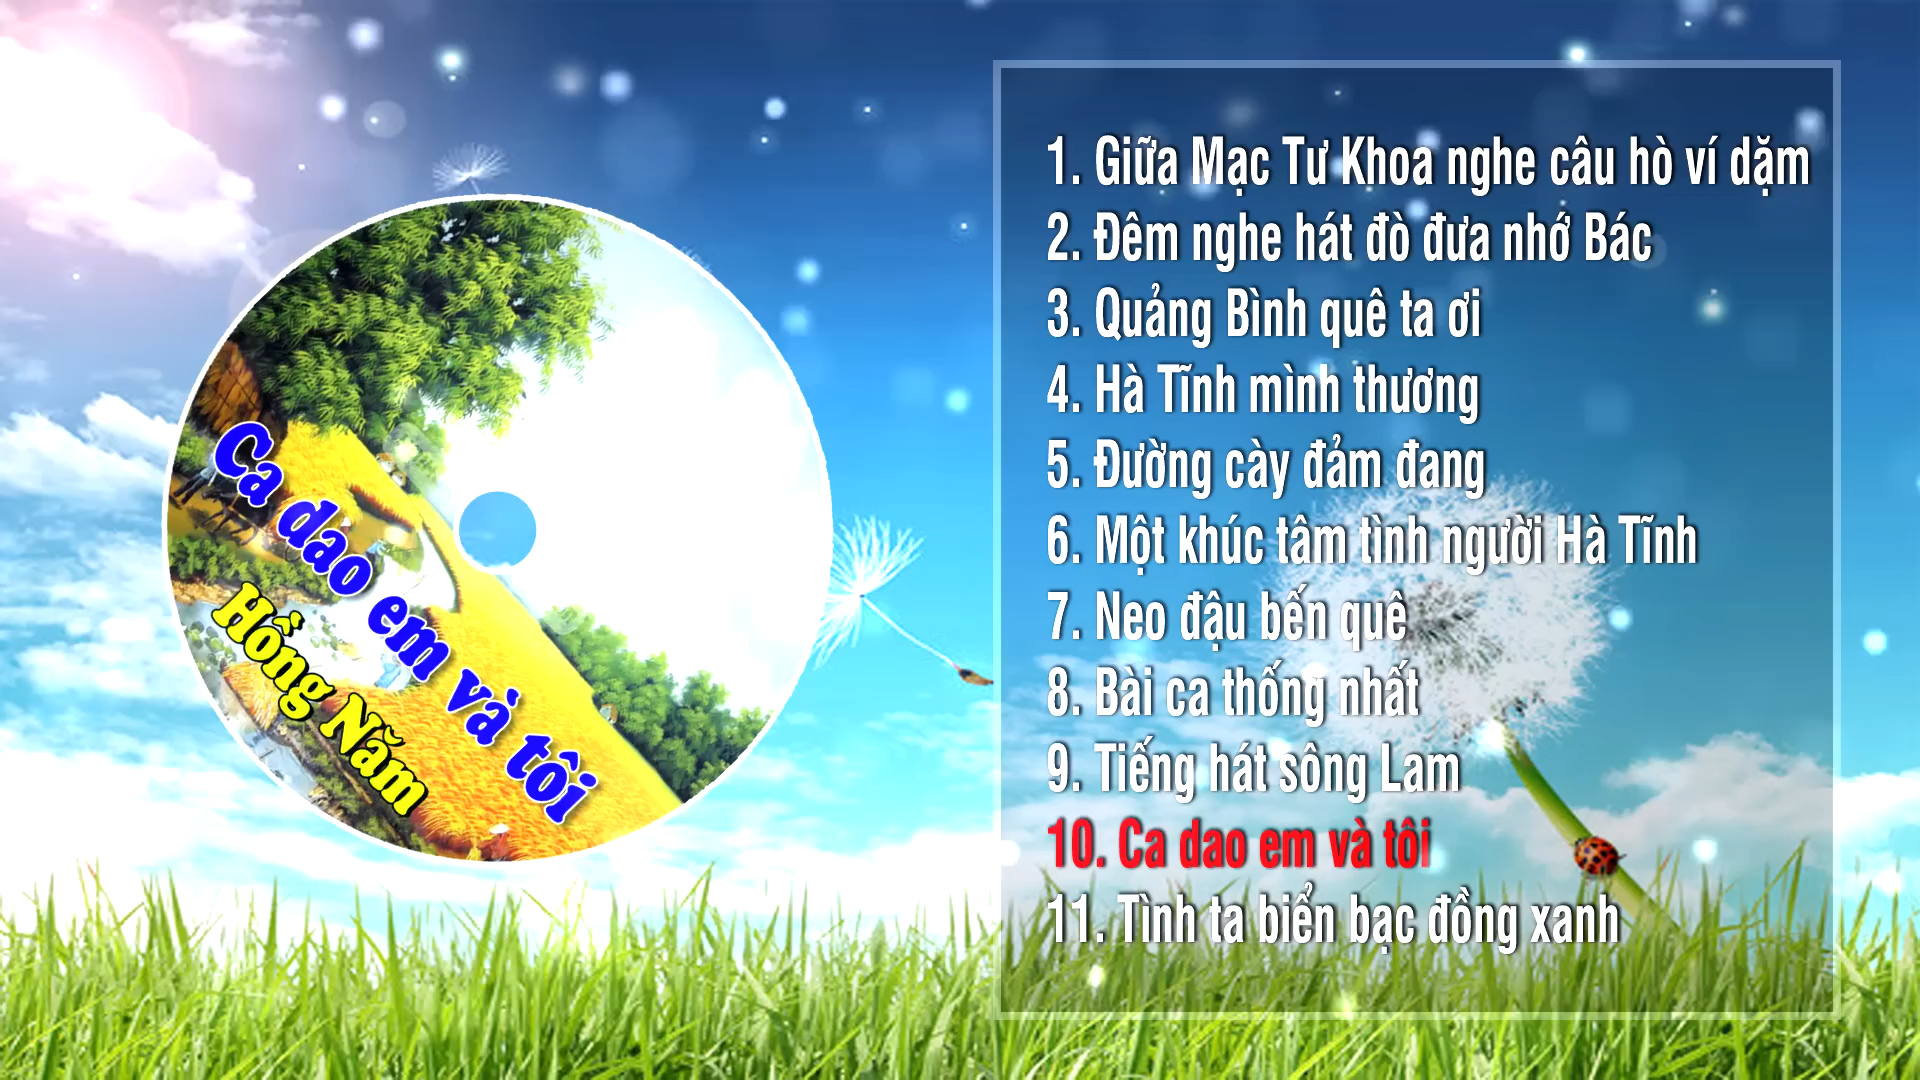 Ca dao em và tôi
Hồng Năm
1. Giữa Mạc Tư Khoa nghe câu hò ví dặm
2. Đêm nghe hát đò đưa nhớ Bác
3. Quảng Bình quê ta ơi
4. Hà Tĩnh mình thương
5. Đường cày đảm đang
6. Một khúc tâm tình người Hà Tĩnh
7. Neo đậu bến quê
8. Bài ca thống nhất
9. Tiếng hát sông Lam
10. Ca dao em và tôi
11. Tình ta biển bạc đồng xanh